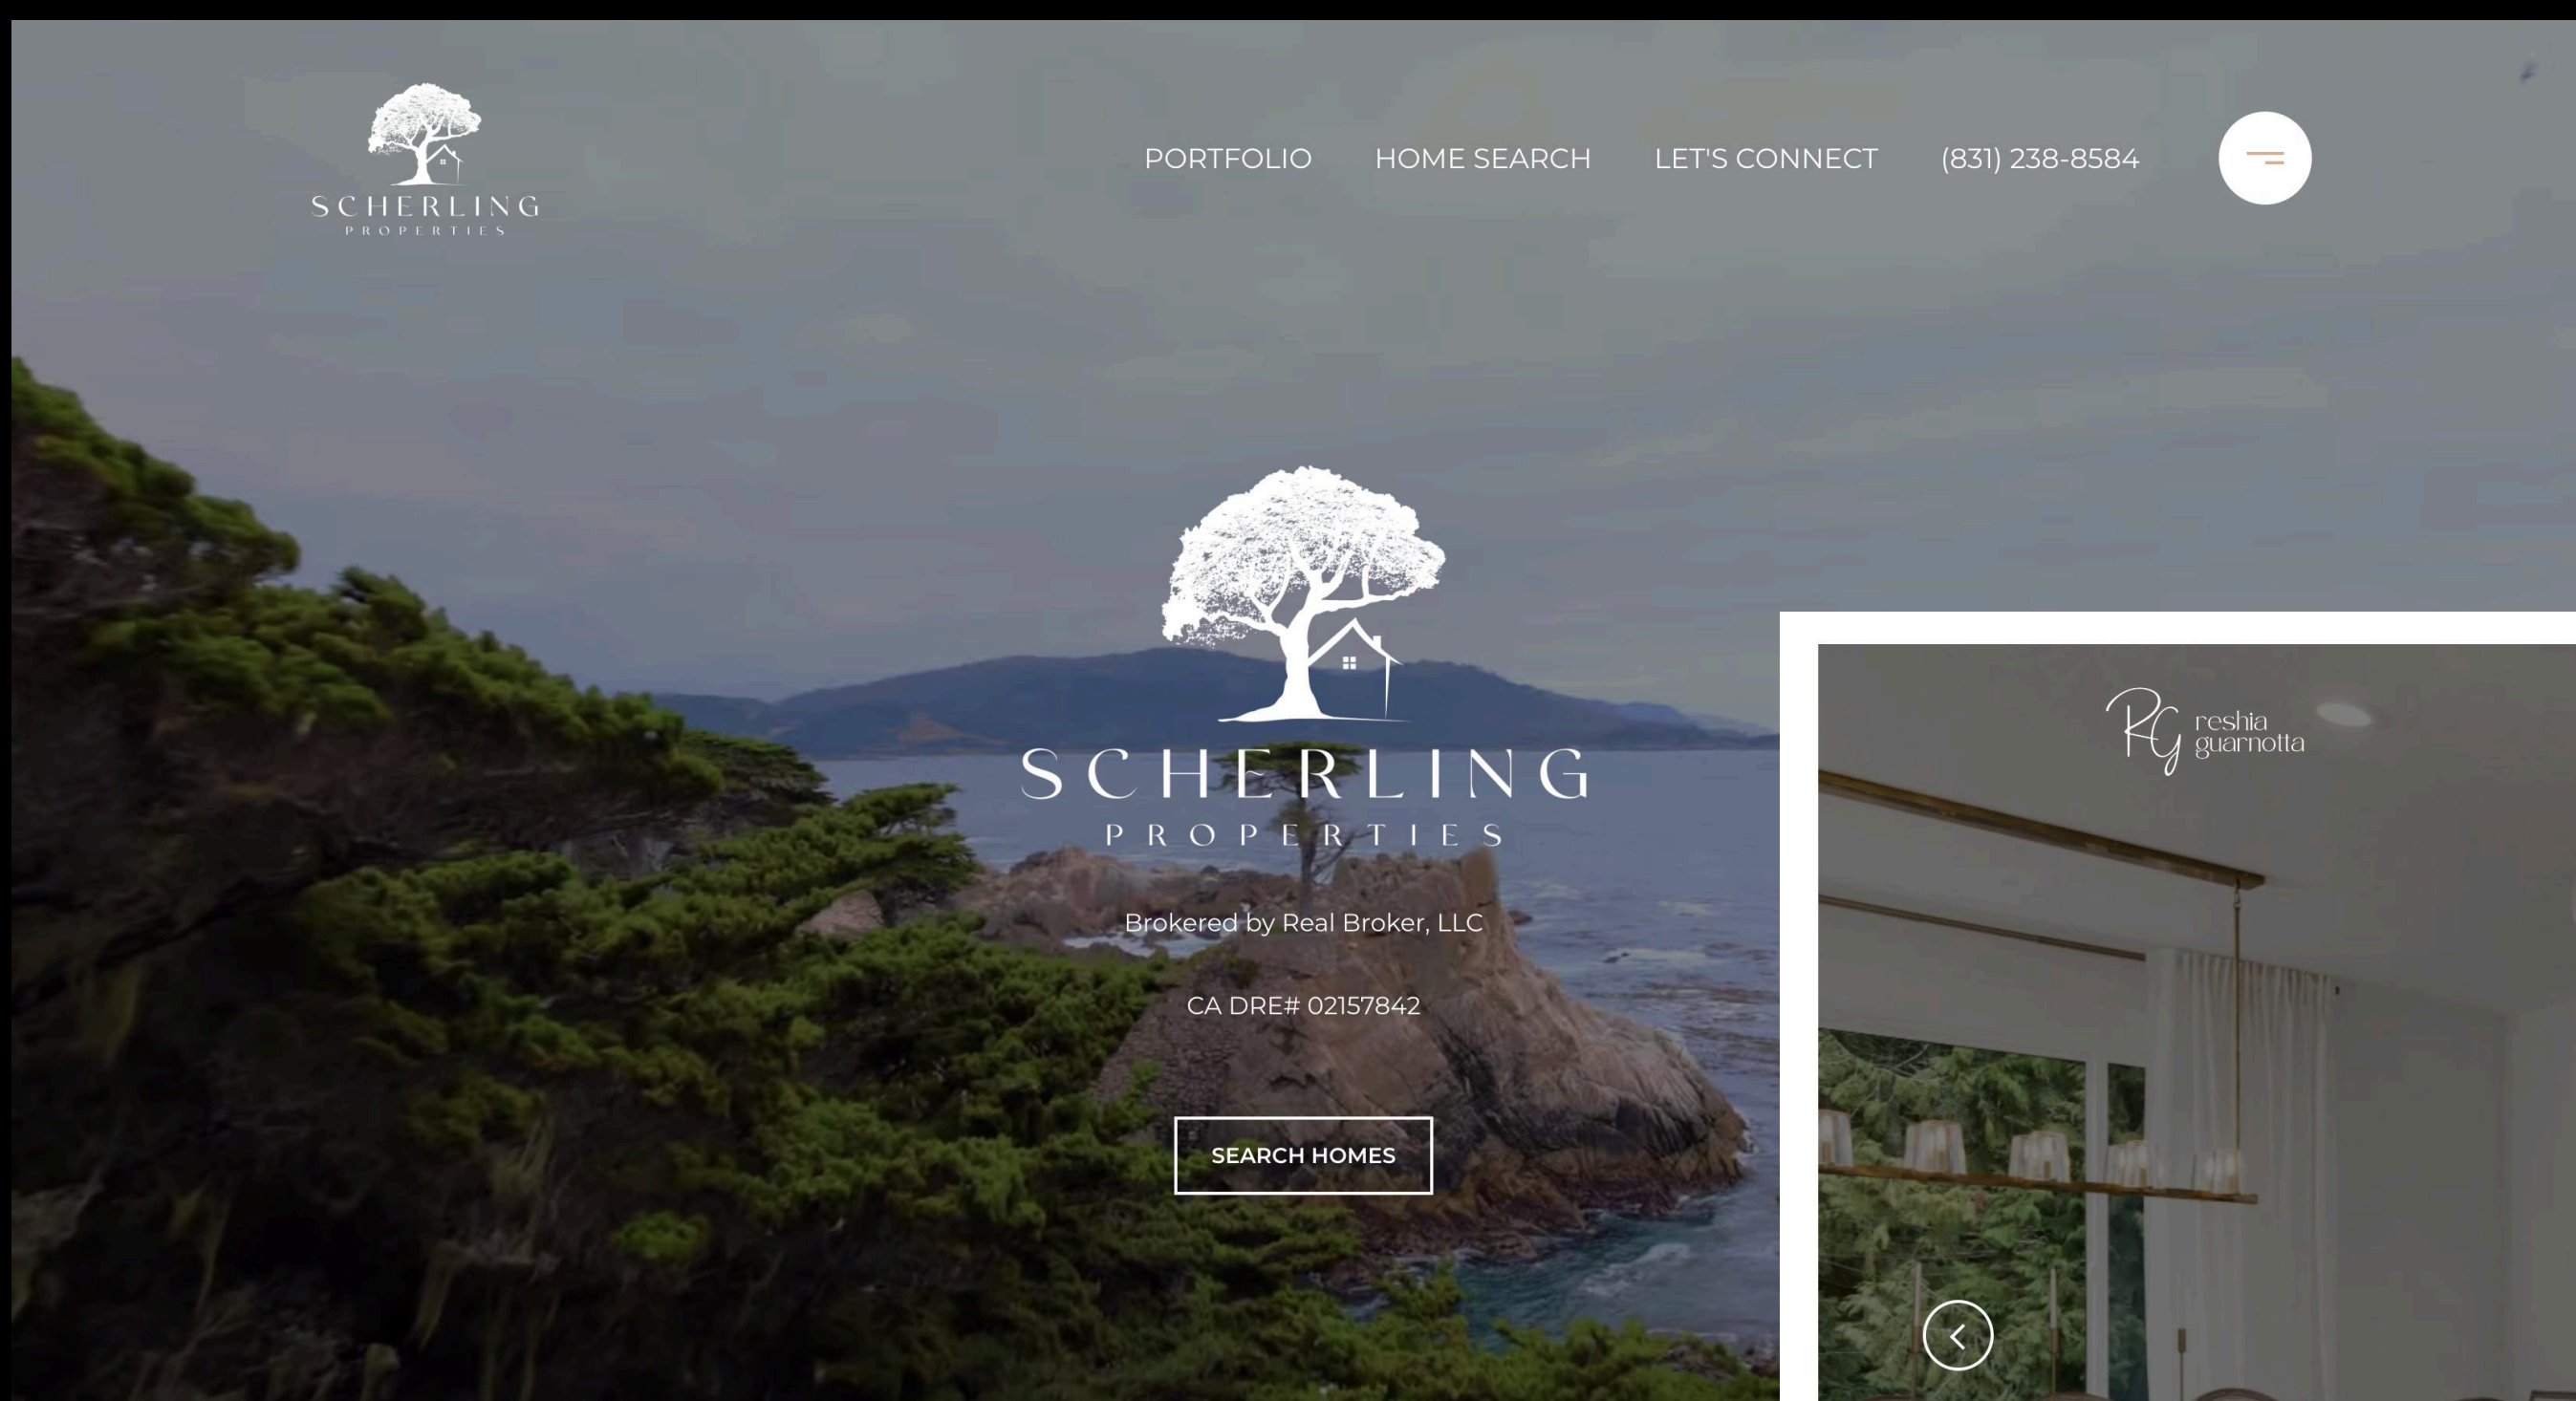 SCHERLING
PROPERTIES
PORTFOLIO
HOME SEARCH
LET'S CONNECT
(831) 238-8584
SCHERLING
PROPERTIES
Brokered by Real Broker, LLC
CA DRE# 02157842
SEARCH HOMES
RG
reshia
guarnotta